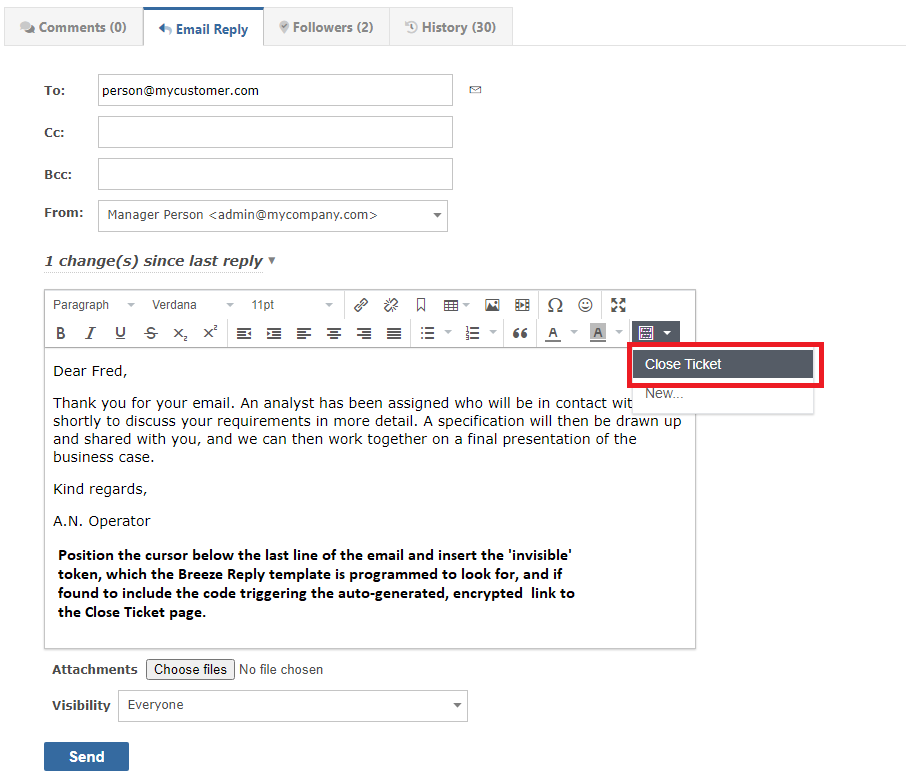 Comments (0) Email Reply Followers (2) History (30)
To: person@mycustomer.com
Cc:
Bcc:
From: Manager Person <admin@mycompany.com>
1 change(s) since last reply
Paragraph Verdana 11pt Ω
B I U S X2 X2 A A
Close Ticket
New...
Dear Fred,
Thank you for your email. An analyst has been assigned who will be in contact
shortly to discuss your requirements in more detail. A specification will then be drawn up
and shared with you, and we can then work together on a final presentation of the
business case.
Kind regards,
A.N. Operator
Position the cursor below the last line of the email and insert the 'invisible'
token, which the Breeze Reply template is programmed to look for, and if
found to include the code triggering the auto-generated, encrypted link to
the Close Ticket page.
Attachments Choose files No file chosen
Visibility Everyone
Send